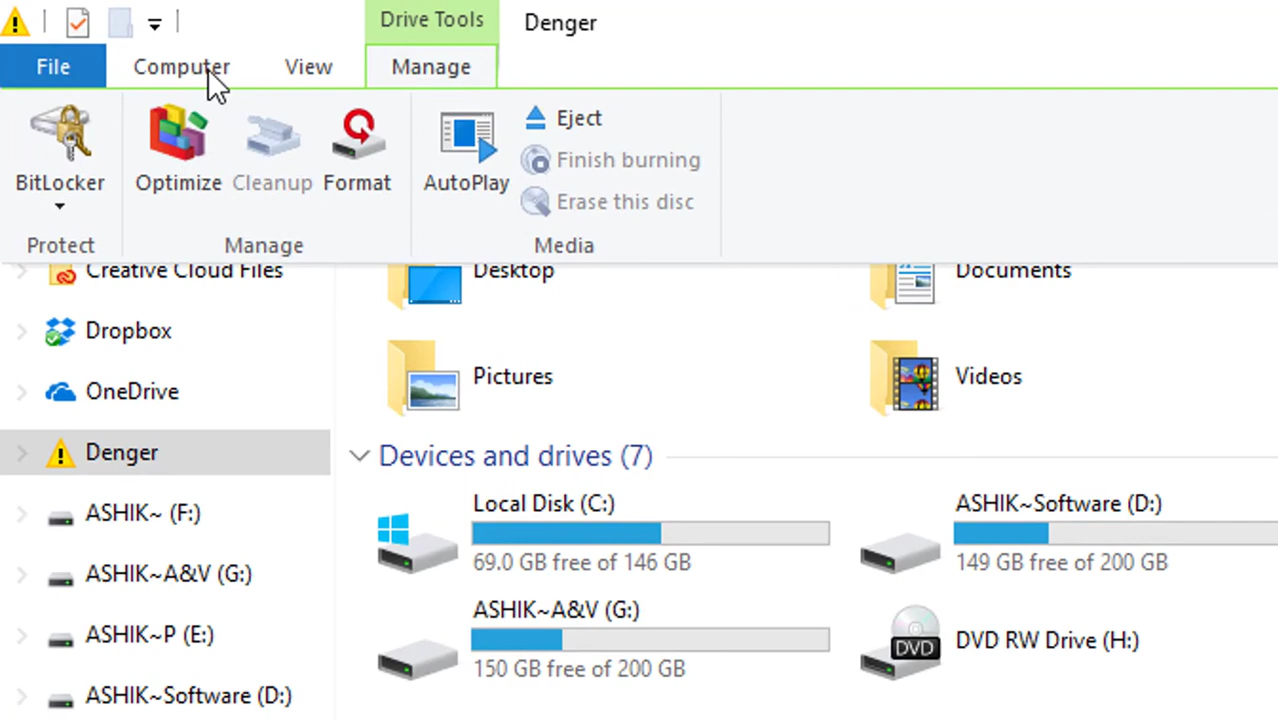 Drive Tools
Denger
File
Computer
View
Manage
BitLocker
Optimize
Cleanup
Format
AutoPlay
Eject
Finish burning
Erase this disc
Protect
Manage
Media
Creative Cloud Files
Dropbox
OneDrive
Denger
ASHIK~ (F:)
ASHIK~A&V (G:)
ASHIK~P (E:)
ASHIK~Software (D:)
Desktop
Documents
Pictures
Videos
Devices and drives (7)
Local Disk (C:)
69.0 GB free of 146 GB
ASHIK~Software (D:)
149 GB free of 200 GB
ASHIK~A&V (G:)
150 GB free of 200 GB
DVD
DVD RW Drive (H:)